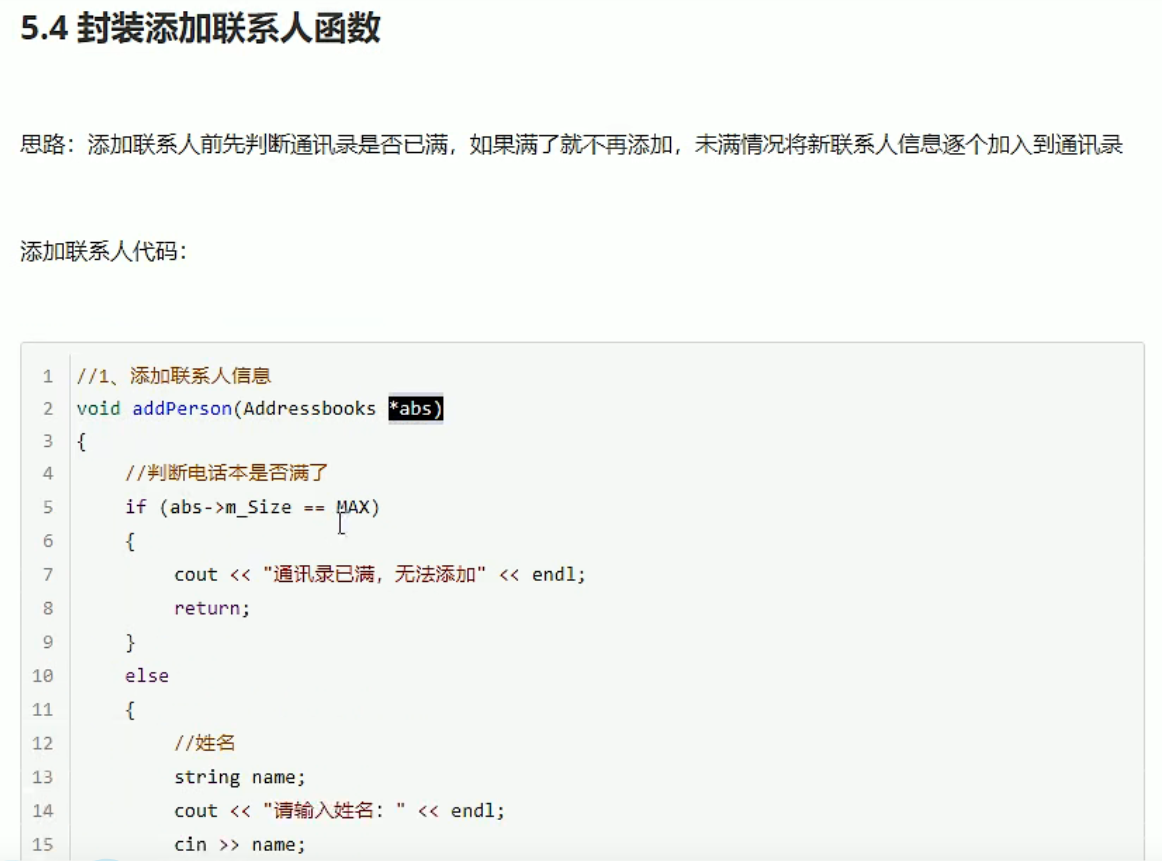 5.4 封装添加联系人函数
思路：添加联系人前先判断通讯录是否已满，如果满了就不再添加，未满情况将新联系人信息逐个加入到通讯录
添加联系人代码：
1 //1、添加联系人信息
2 void addPerson(Addressbooks *abs)
3 {
4 //判断电话本是否满了
5 if (abs->m_Size == MAX)
6 {
7 cout << "通讯录已满，无法添加" << endl;
8 return;
9 }
10 else
11 {
12 //姓名
13 string name;
14 cout << "请输入姓名：" << endl;
15 cin >> name;